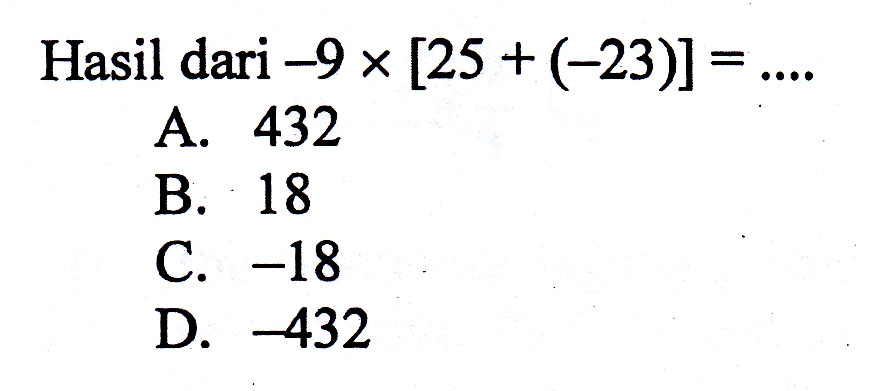 Hasil dari –9 × [25 + (–23)] = ....
A. 432
B. 18
C. –18
D. –432